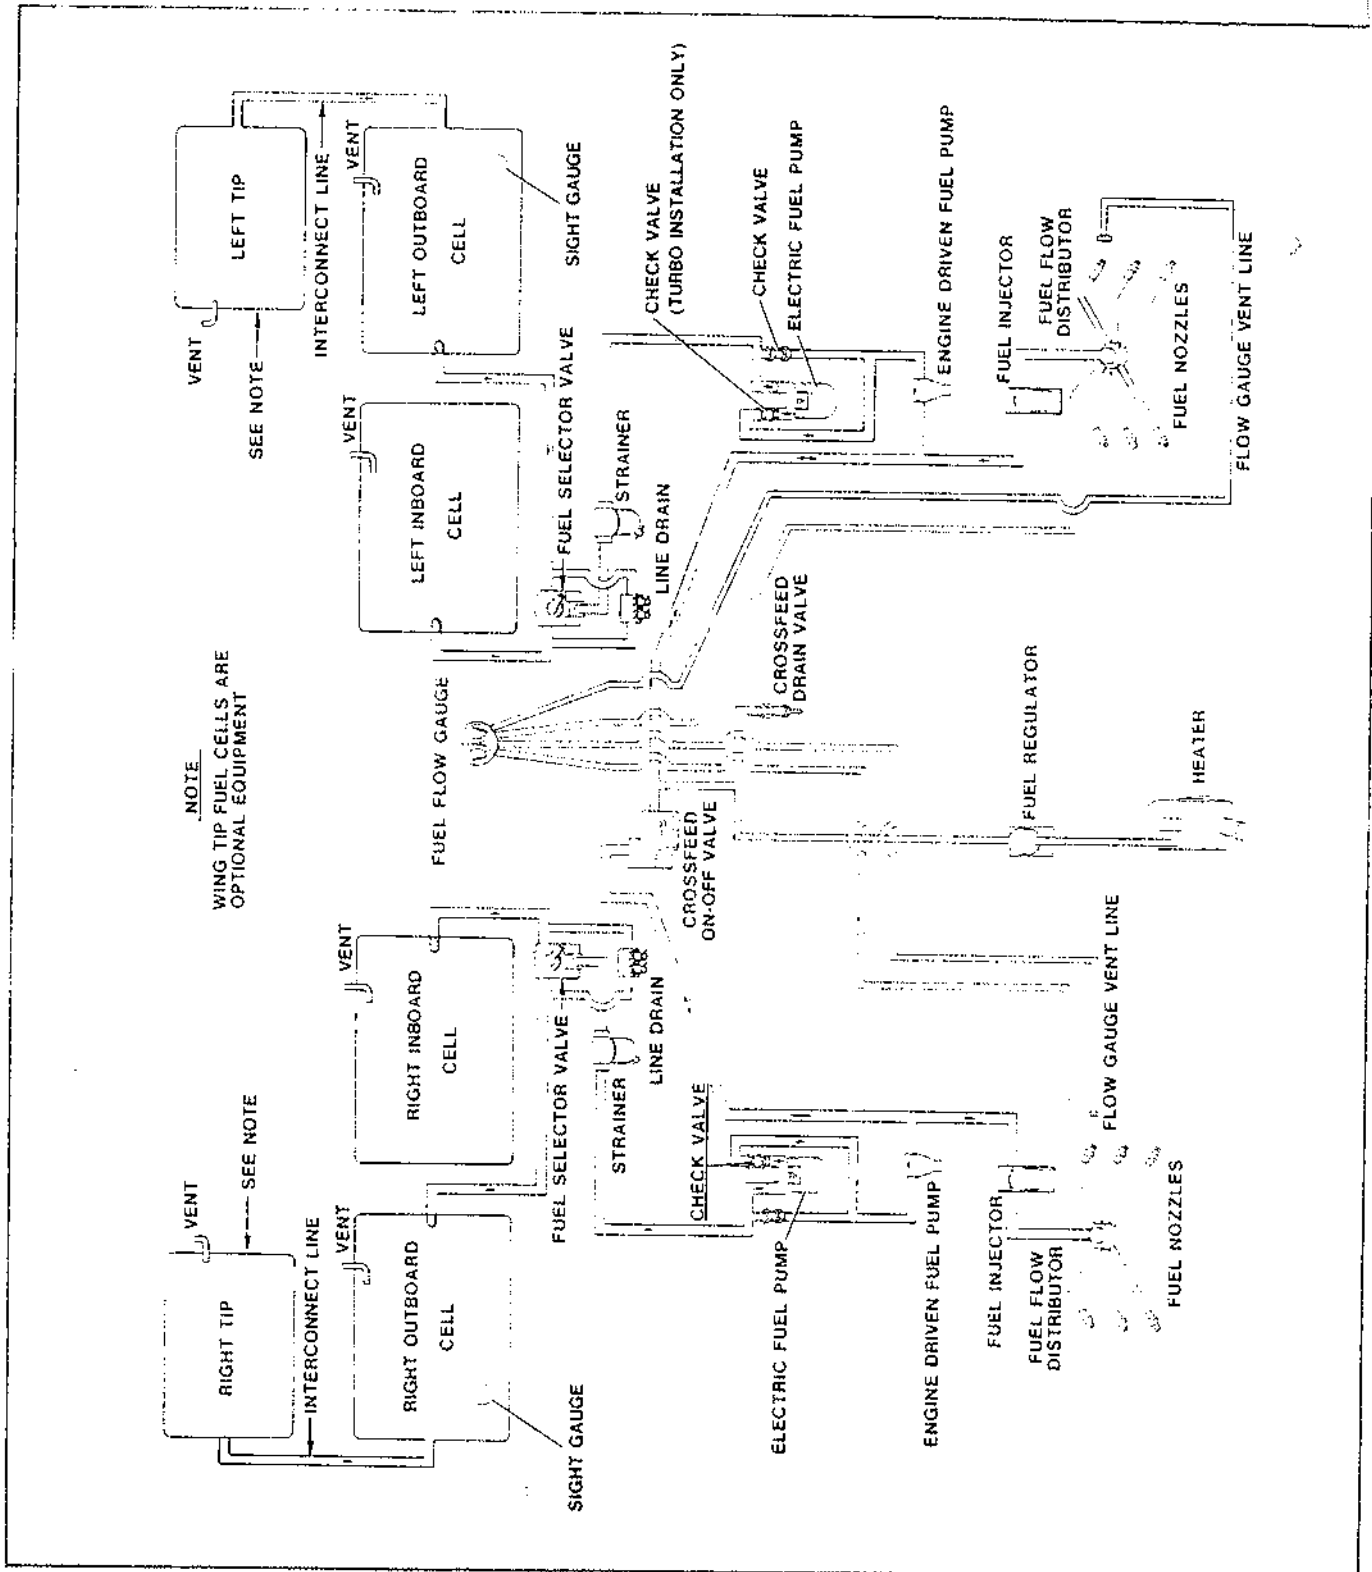 NOTE
WING TIP FUEL CELLS ARE
OPTIONAL EQUIPMENT
RIGHT TIP
VENT
SEE NOTE
INTERCONNECT LINE
RIGHT OUTBOARD
CELL
VENT
SIGHT GAUGE
RIGHT INBOARD
CELL
VENT
FUEL SELECTOR VALVE
STRAINER
LINE DRAIN
CHECK VALVE
ELECTRIC FUEL PUMP
ENGINE DRIVEN FUEL PUMP
FUEL INJECTOR
FUEL FLOW
DISTRIBUTOR
FUEL NOZZLES
FLOW GAUGE VENT LINE
FUEL FLOW GAUGE
CROSSFEED
ON-OFF VALVE
CROSSFEED
DRAIN VALVE
FUEL REGULATOR
HEATER
LEFT INBOARD
CELL
VENT
FUEL SELECTOR VALVE
STRAINER
LINE DRAIN
LEFT TIP
VENT
SEE NOTE
INTERCONNECT LINE
LEFT OUTBOARD
CELL
VENT
SIGHT GAUGE
CHECK VALVE
(TURBO INSTALLATION ONLY)
CHECK VALVE
ELECTRIC FUEL PUMP
ENGINE DRIVEN FUEL PUMP
FUEL INJECTOR
FUEL FLOW
DISTRIBUTOR
FUEL NOZZLES
FLOW GAUGE VENT LINE